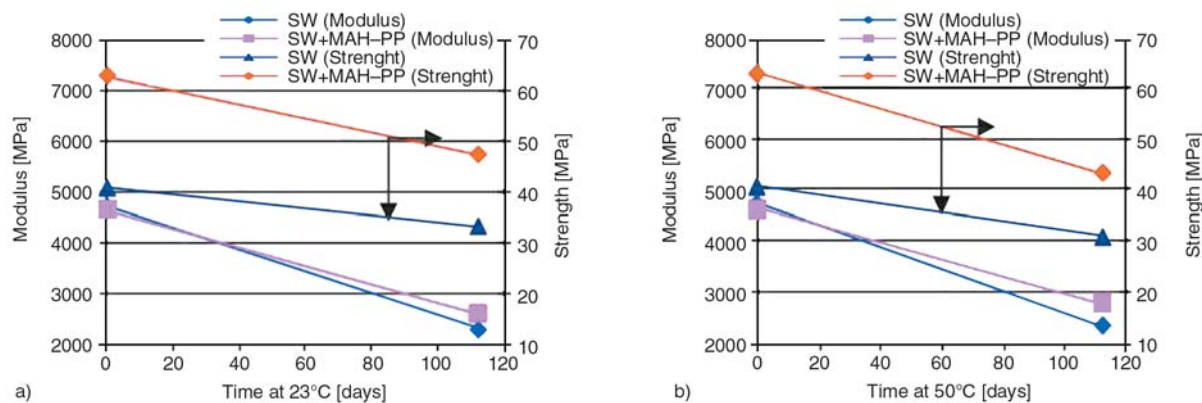 SW (Modulus)
SW+MAH–PP (Modulus)
SW (Strenght)
SW+MAH–PP (Strenght)
8000
7000
6000
5000
4000
3000
2000
Modulus [MPa]
70
60
50
40
30
20
10
Strength [MPa]
0 20 40 60 80 100 120
a) Time at 23°C [days]
SW (Modulus)
SW+MAH–PP (Modulus)
SW (Strenght)
SW+MAH–PP (Strenght)
8000
7000
6000
5000
4000
3000
2000
Modulus [MPa]
70
60
50
40
30
20
10
Strength [MPa]
0 20 40 60 80 100 120
b) Time at 50°C [days]